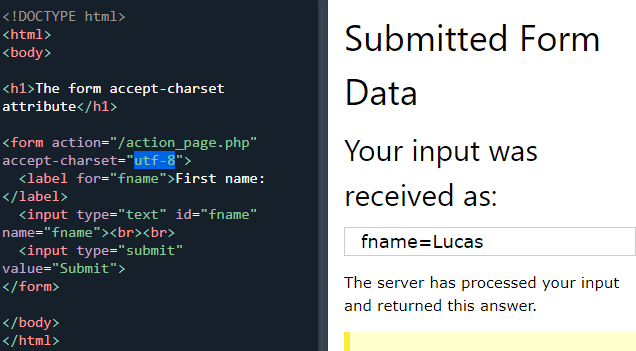 <!DOCTYPE html>
<html>
<body>
<h1>The form accept-charset
attribute</h1>
<form action="/action_page.php"
accept-charset="utf-8">
<label for="fname">First name:
</label>
<input type="text" id="fname"
name="fname"><br><br>
<input type="submit"
value="Submit">
</form>
</body>
</html>
Submitted Form
Data
Your input was
received as:
fname=Lucas
The server has processed your input
and returned this answer.